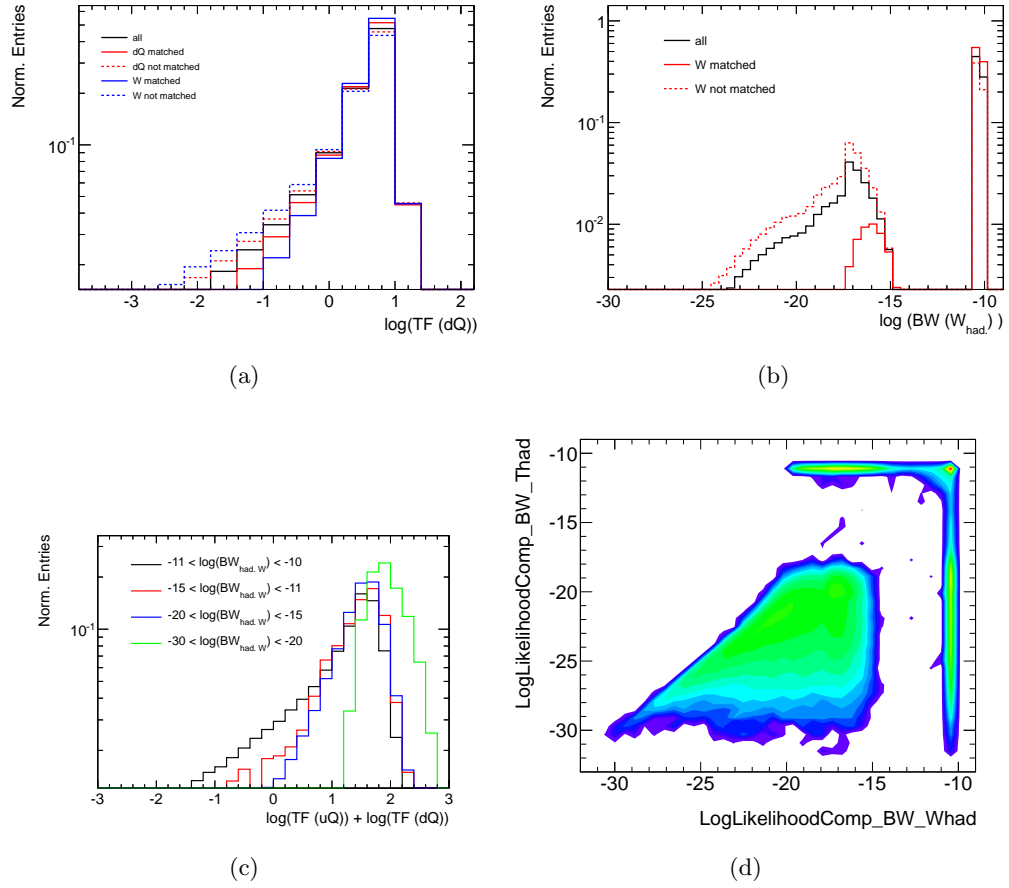 Norm. Entries
all
dQ matched
dQ not matched
W matched
W not matched
10^-1
-3 -2 -1 0 1 2
log(TF (dQ))
(a)
Norm. Entries
all
W matched
W not matched
1
10^-1
10^-2
-30 -25 -20 -15 -10
log (BW (W_had.) )
(b)
Norm. Entries
-11 < log(BW_had. W) < -10
-15 < log(BW_had. W) < -11
-20 < log(BW_had. W) < -15
-30 < log(BW_had. W) < -20
10^-1
-3 -2 -1 0 1 2 3
log(TF (uQ)) + log(TF (dQ))
(c)
LogLikelihoodComp_BW_Thad
-10
-15
-20
-25
-30
-30 -25 -20 -15 -10
LogLikelihoodComp_BW_Whad
(d)